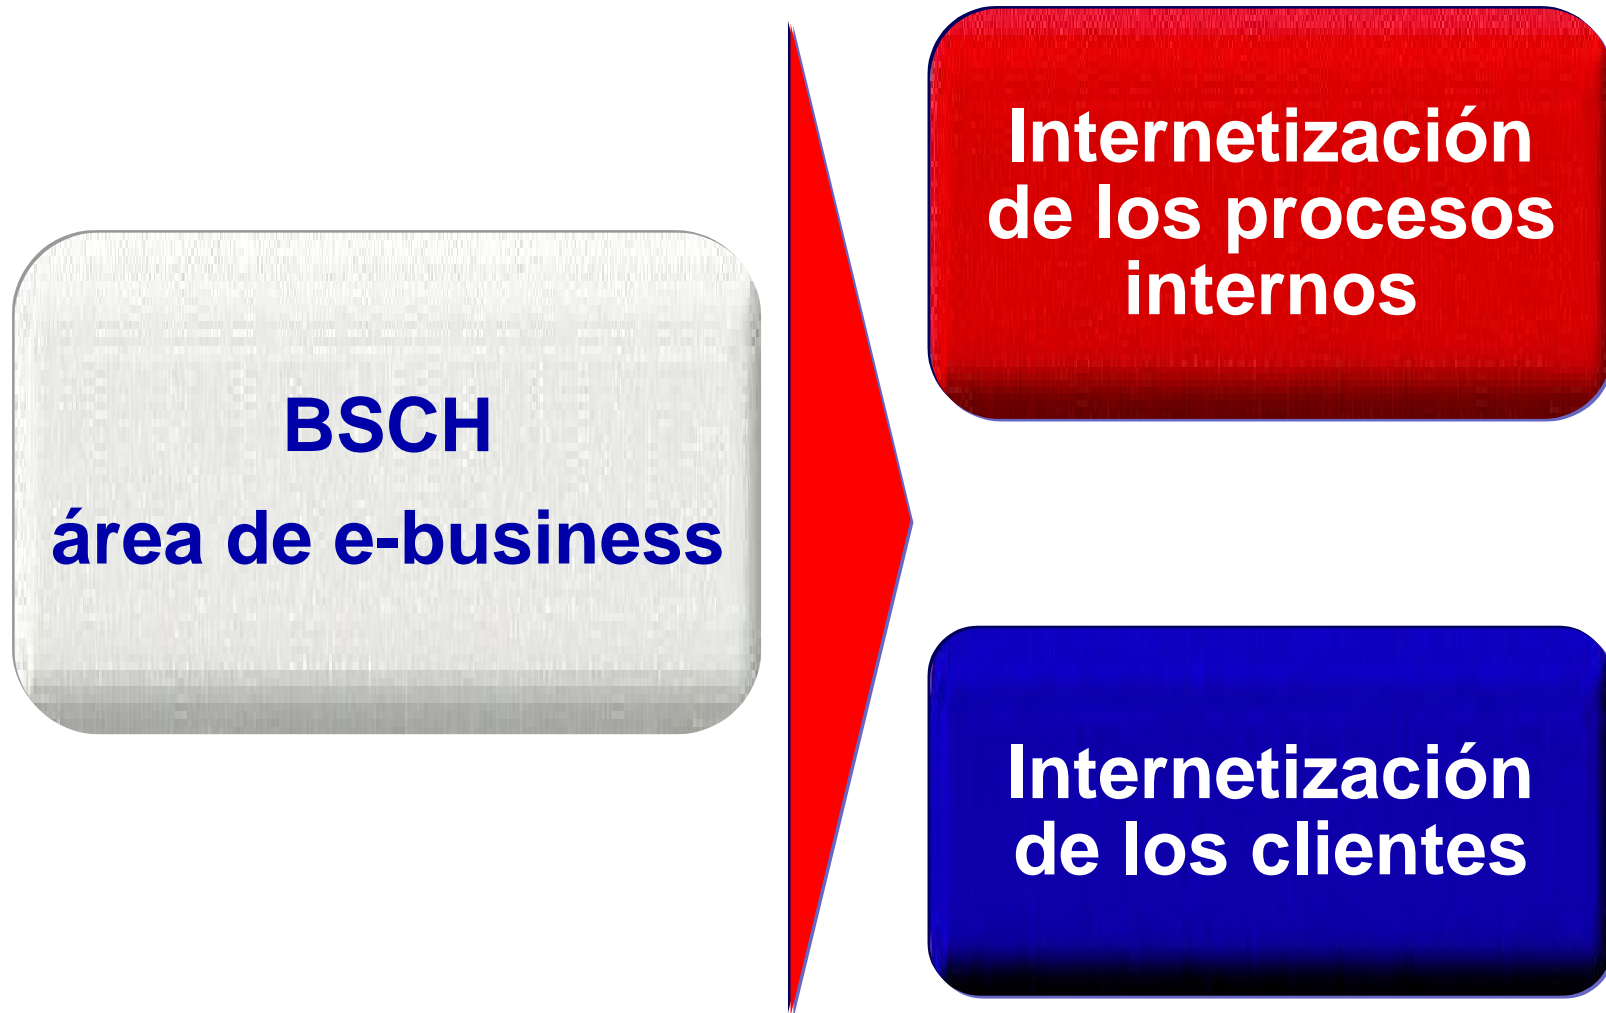 BSCH
área de e-business
Internetización
de los procesos
internos
Internetización
de los clientes